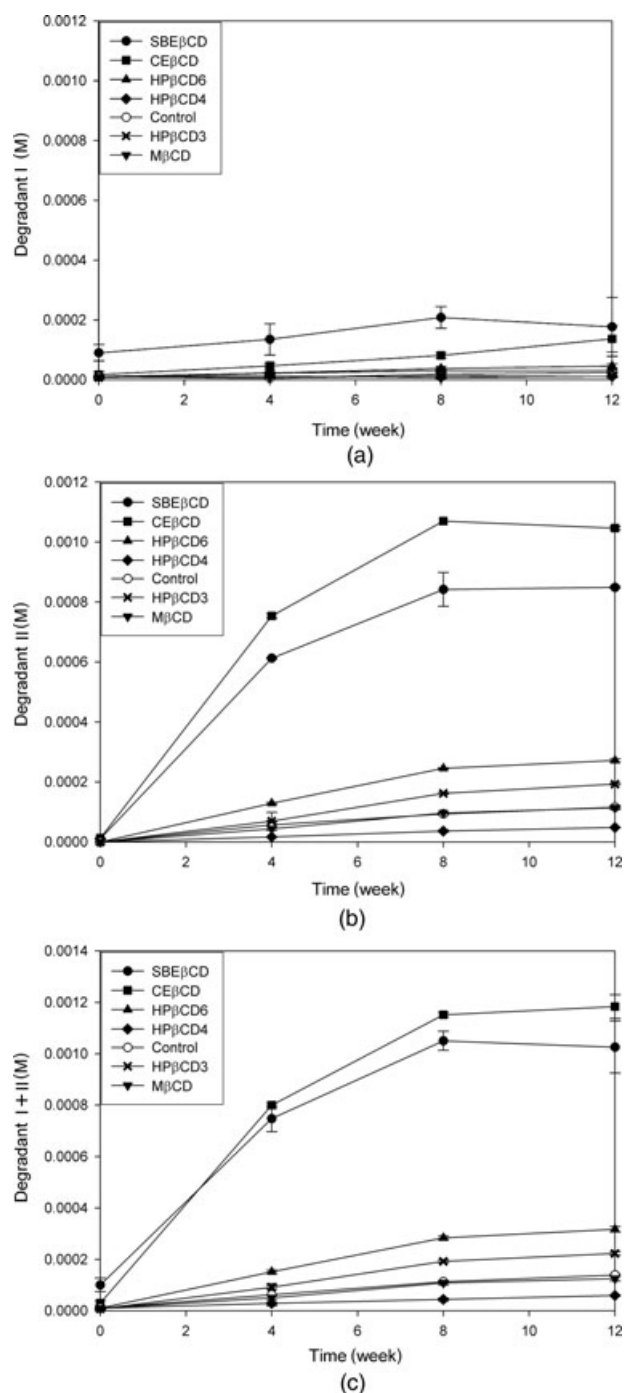 0.0012
0.0010
0.0008
0.0006
0.0004
0.0002
0.0000
Degradant I (M)
SBEβCD
CEβCD
HPβCD6
HPβCD4
Control
HPβCD3
MβCD
0 2 4 6 8 10 12
Time (week)
(a)
0.0012
0.0010
0.0008
0.0006
0.0004
0.0002
0.0000
Degradant II (M)
SBEβCD
CEβCD
HPβCD6
HPβCD4
Control
HPβCD3
MβCD
0 2 4 6 8 10 12
Time (week)
(b)
0.0014
0.0012
0.0010
0.0008
0.0006
0.0004
0.0002
0.0000
Degradant I + II (M)
SBEβCD
CEβCD
HPβCD6
HPβCD4
Control
HPβCD3
MβCD
0 2 4 6 8 10 12
Time (week)
(c)